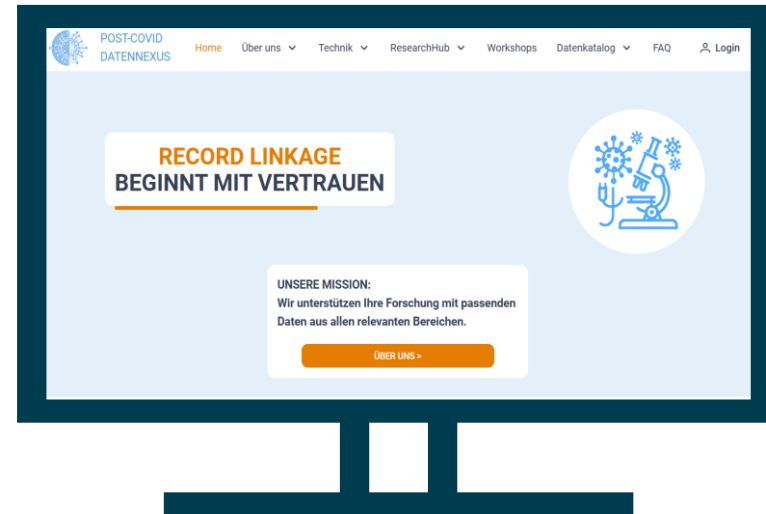 POST-COVID
DATENNEXUS
Home Über uns Technik ResearchHub Workshops Datenkatalog FAQ Login
RECORD LINKAGE
BEGINNT MIT VERTRAUEN
UNSERE MISSION:
Wir unterstützen Ihre Forschung mit passenden
Daten aus allen relevanten Bereichen.
ÜBER UNS >